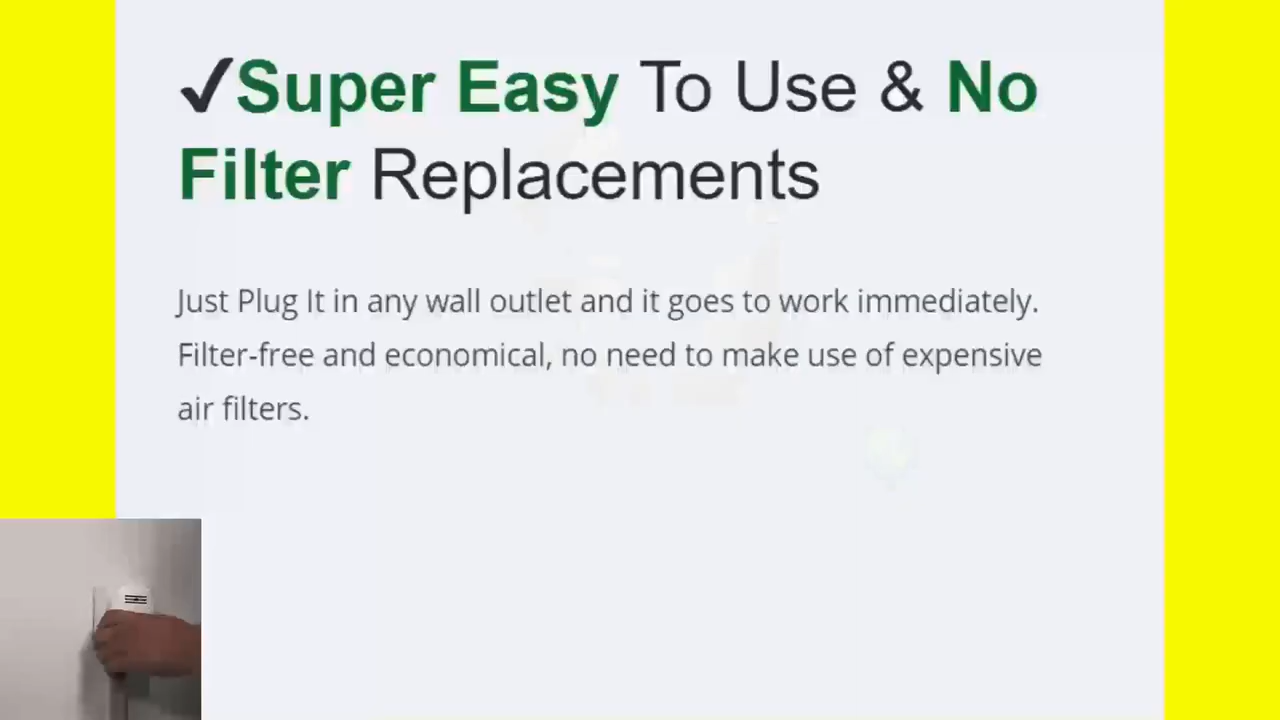 ✓Super Easy To Use & No
Filter Replacements
Just Plug It in any wall outlet and it goes to work immediately.
Filter-free and economical, no need to make use of expensive
air filters.